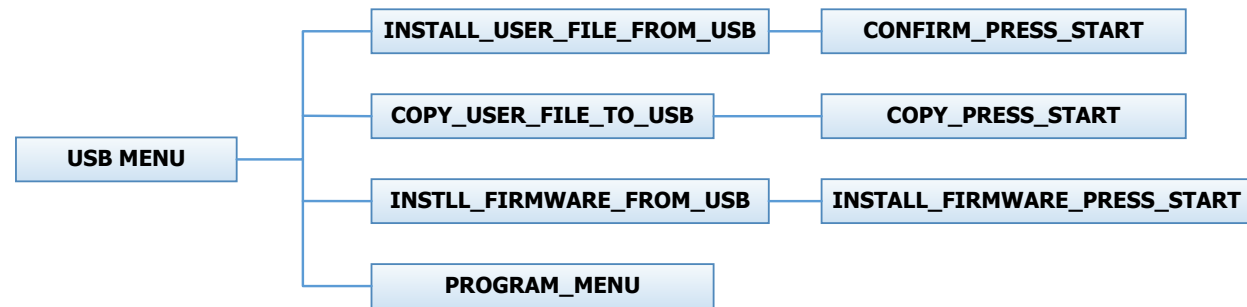 INSTALL_USER_FILE_FROM_USB
CONFIRM_PRESS_START
COPY_USER_FILE_TO_USB
COPY_PRESS_START
USB MENU
INSTLL_FIRMWARE_FROM_USB
INSTALL_FIRMWARE_PRESS_START
PROGRAM_MENU